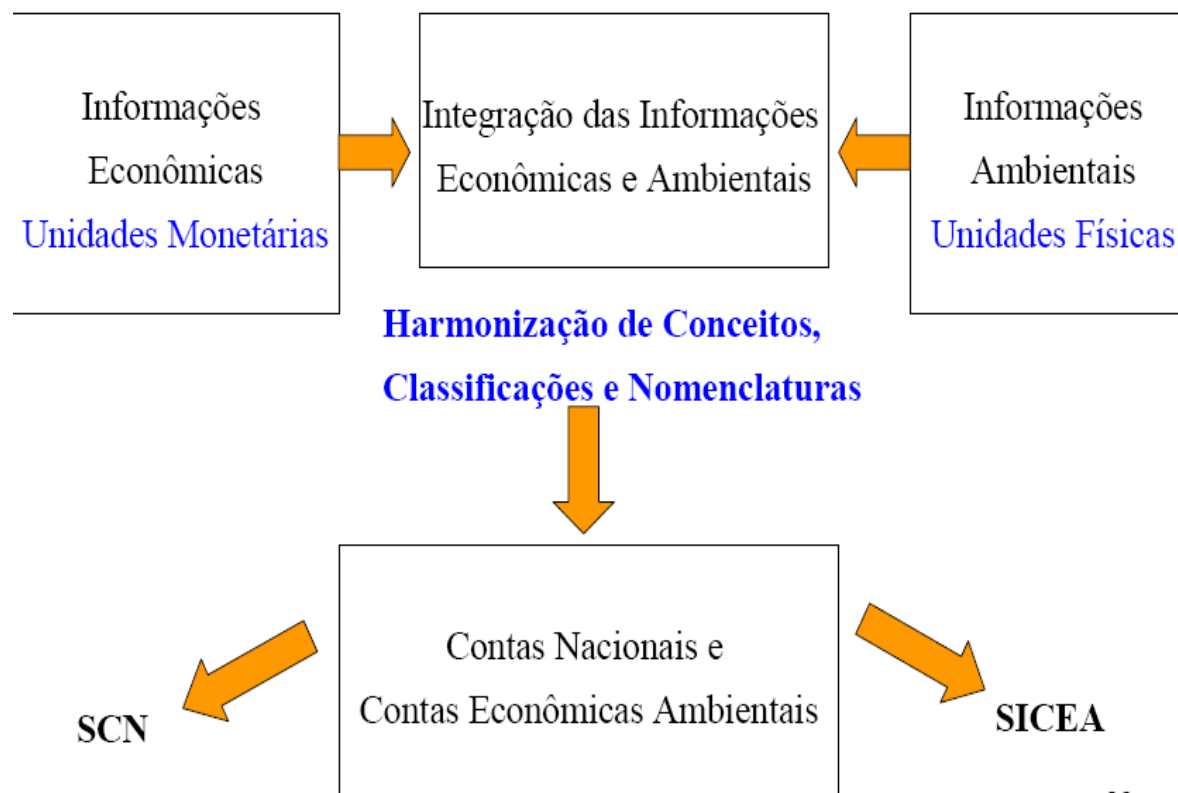 Informações
Econômicas
Unidades Monetárias
Integração das Informações
Econômicas e Ambientais
Informações
Ambientais
Unidades Físicas
Harmonização de Conceitos,
Classificações e Nomenclaturas
Contas Nacionais e
Contas Econômicas Ambientais
SCN
SICEA